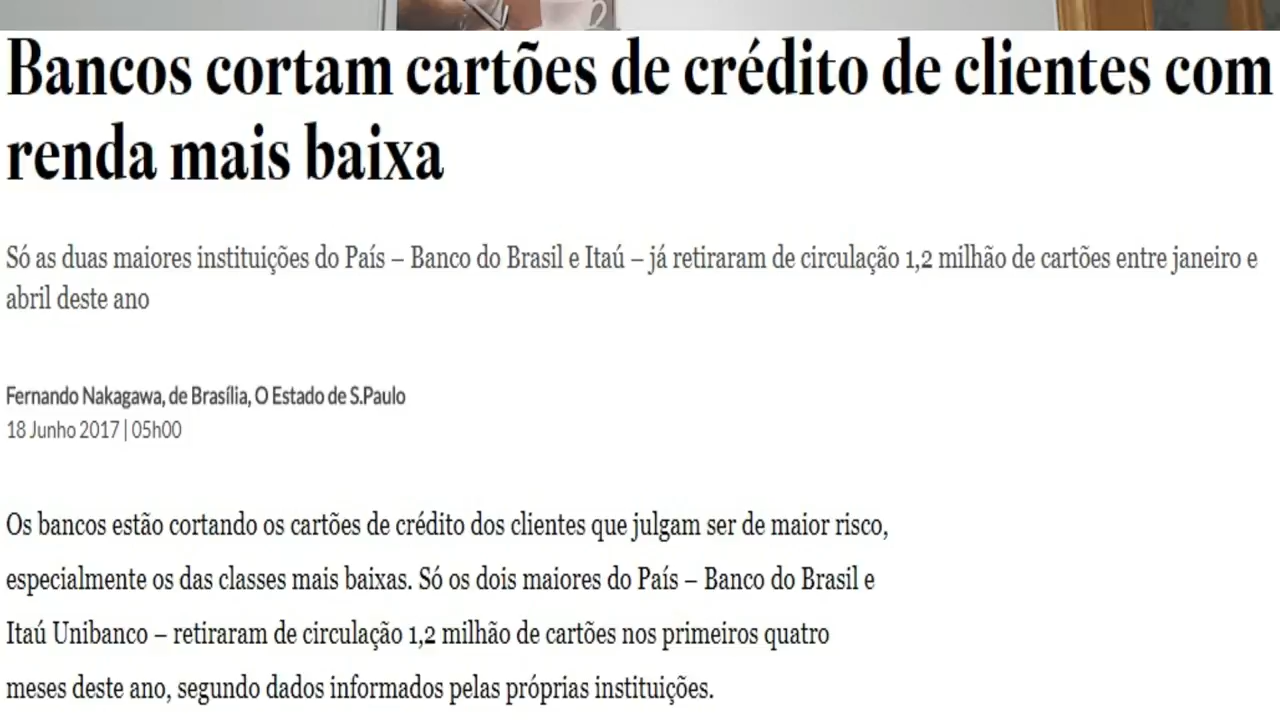 Bancos cortam cartões de crédito de clientes com
renda mais baixa
Só as duas maiores instituições do País – Banco do Brasil e Itaú – já retiraram de circulação 1,2 milhão de cartões entre janeiro e
abril deste ano
Fernando Nakagawa, de Brasília, O Estado de S.Paulo
18 Junho 2017 | 05h00
Os bancos estão cortando os cartões de crédito dos clientes que julgam ser de maior risco,
especialmente os das classes mais baixas. Só os dois maiores do País – Banco do Brasil e
Itaú Unibanco – retiraram de circulação 1,2 milhão de cartões nos primeiros quatro
meses deste ano, segundo dados informados pelas próprias instituições.